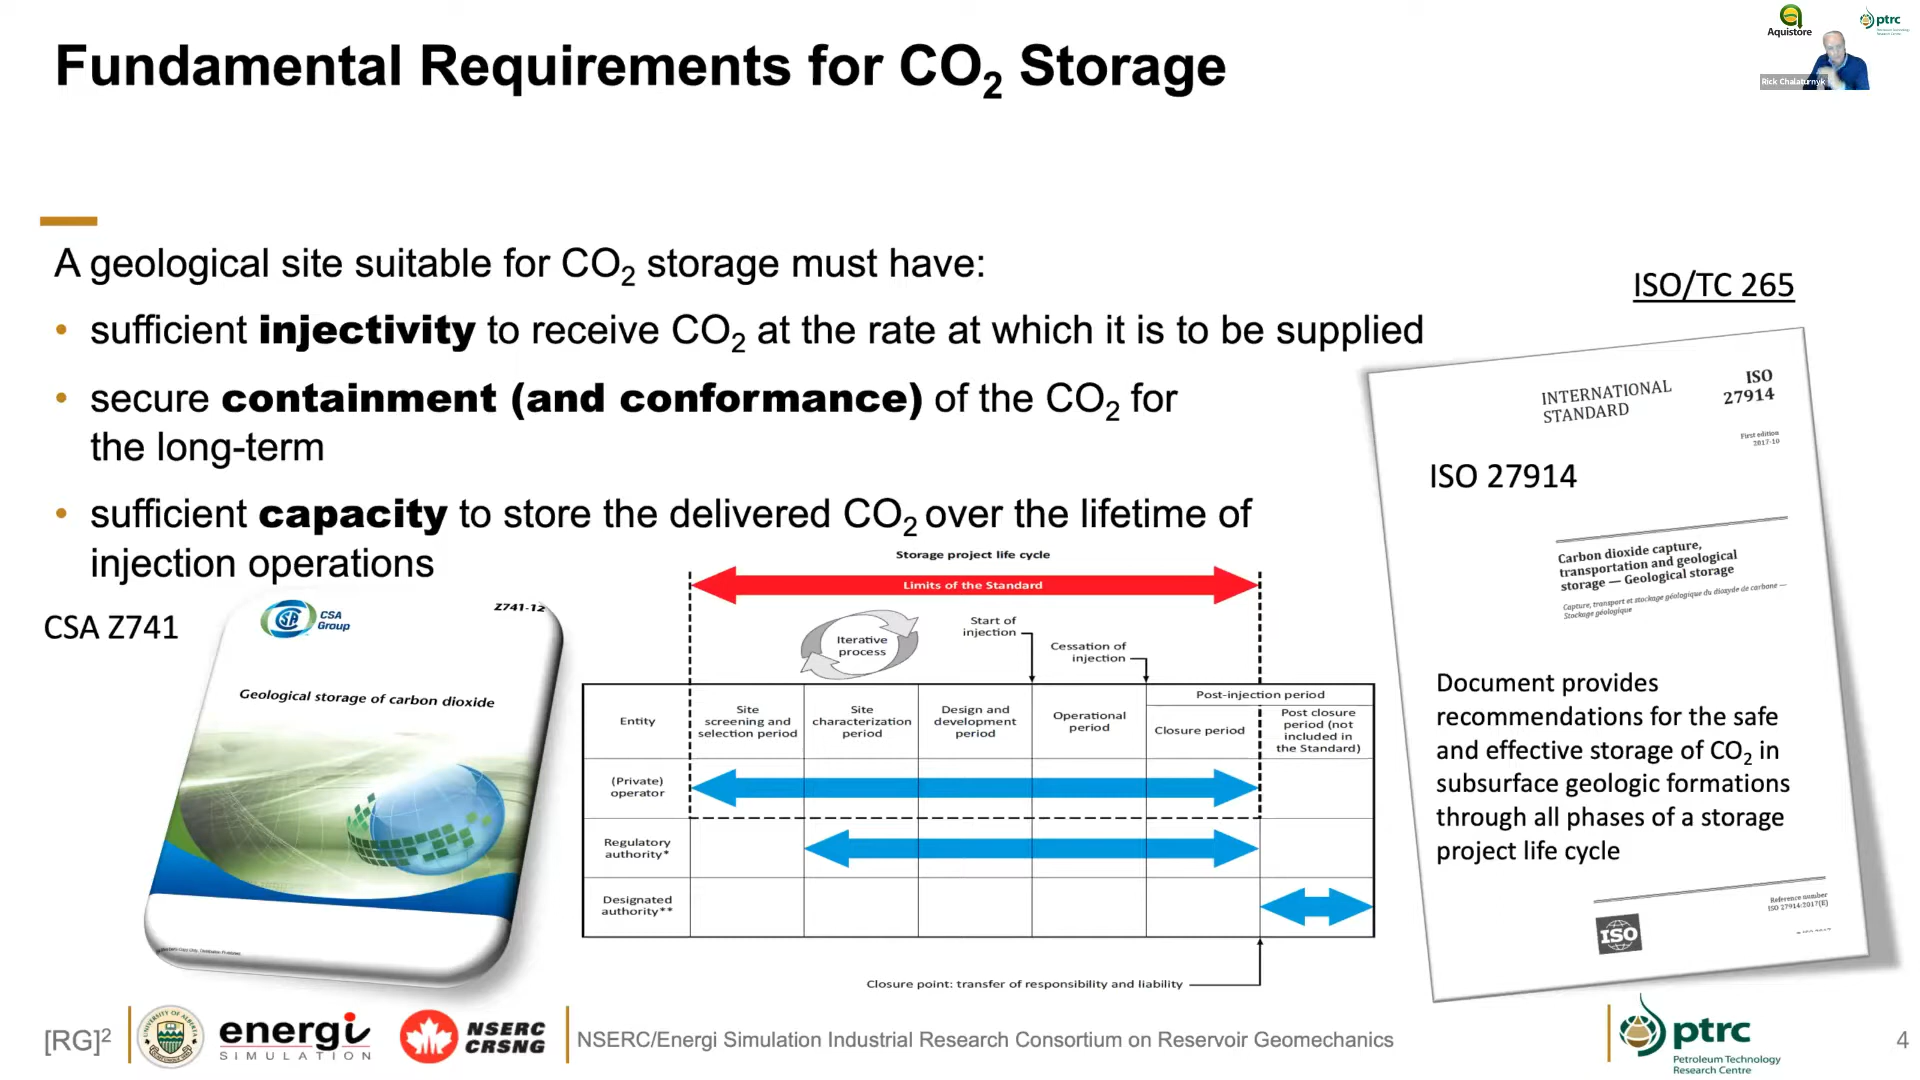 Fundamental Requirements for CO2 Storage
Aquistore
ptrc
Rick Chalaturnyk
A geological site suitable for CO2 storage must have:
• sufficient injectivity to receive CO2 at the rate at which it is to be supplied
• secure containment (and conformance) of the CO2 for
the long-term
• sufficient capacity to store the delivered CO2 over the lifetime of
injection operations
CSA Z741
CSA
Group
Z741-12
Geological storage of carbon dioxide
Storage project life cycle
Limits of the Standard
Iterative
process
Start of
injection
Cessation of
injection
Entity
Site
screening and
selection period
Site
characterization
period
Design and
development
period
Operational
period
Post-injection period
Closure period
Post closure
period (not
included in
the Standard)
(Private)
operator
Regulatory
authority*
Designated
authority**
Closure point: transfer of responsibility and liability
ISO/TC 265
INTERNATIONAL
STANDARD
ISO
27914
First edition
2017-10
ISO 27914
Carbon dioxide capture,
transportation and geological
storage — Geological storage
Capture, transport et stockage géologique du dioxyde de carbone —
Stockage géologique
Document provides
recommendations for the safe
and effective storage of CO2 in
subsurface geologic formations
through all phases of a storage
project life cycle
Reference number
ISO 27914:2017(E)
ISO
[RG]2
UNIVERSITY OF ALBERTA
energi
SIMULATION
NSERC
CRSNG
NSERC/Energi Simulation Industrial Research Consortium on Reservoir Geomechanics
ptrc
Petroleum Technology
Research Centre
4